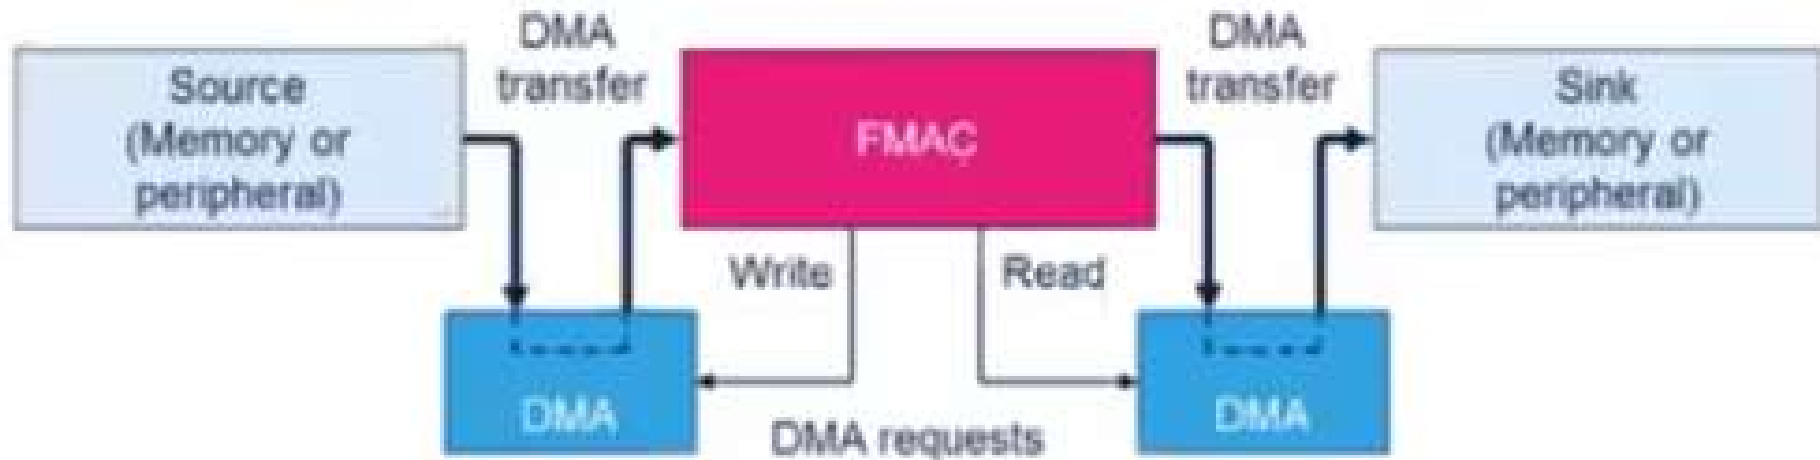 DMA
transfer
DMA
transfer
Source
(Memory or
peripheral)
FMAC
Sink
(Memory or
peripheral)
Write
Read
DMA
DMA
DMA requests